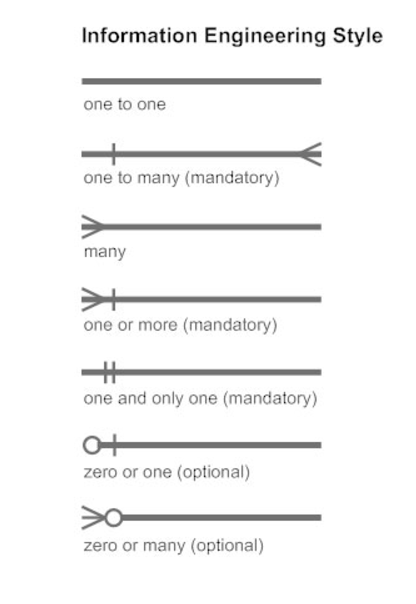 Information Engineering Style
one to one
one to many (mandatory)
many
one or more (mandatory)
one and only one (mandatory)
zero or one (optional)
zero or many (optional)